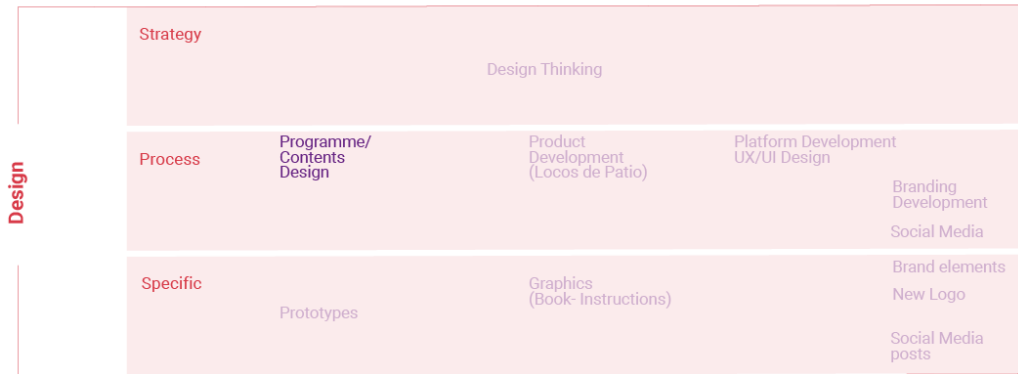 Design
Strategy
Design Thinking
Process
Programme/
Contents
Design
Product
Development
(Locos de Patio)
Platform Development
UX/UI Design
Branding
Development
Social Media
Specific
Prototypes
Graphics
(Book- Instructions)
Brand elements
New Logo
Social Media
posts